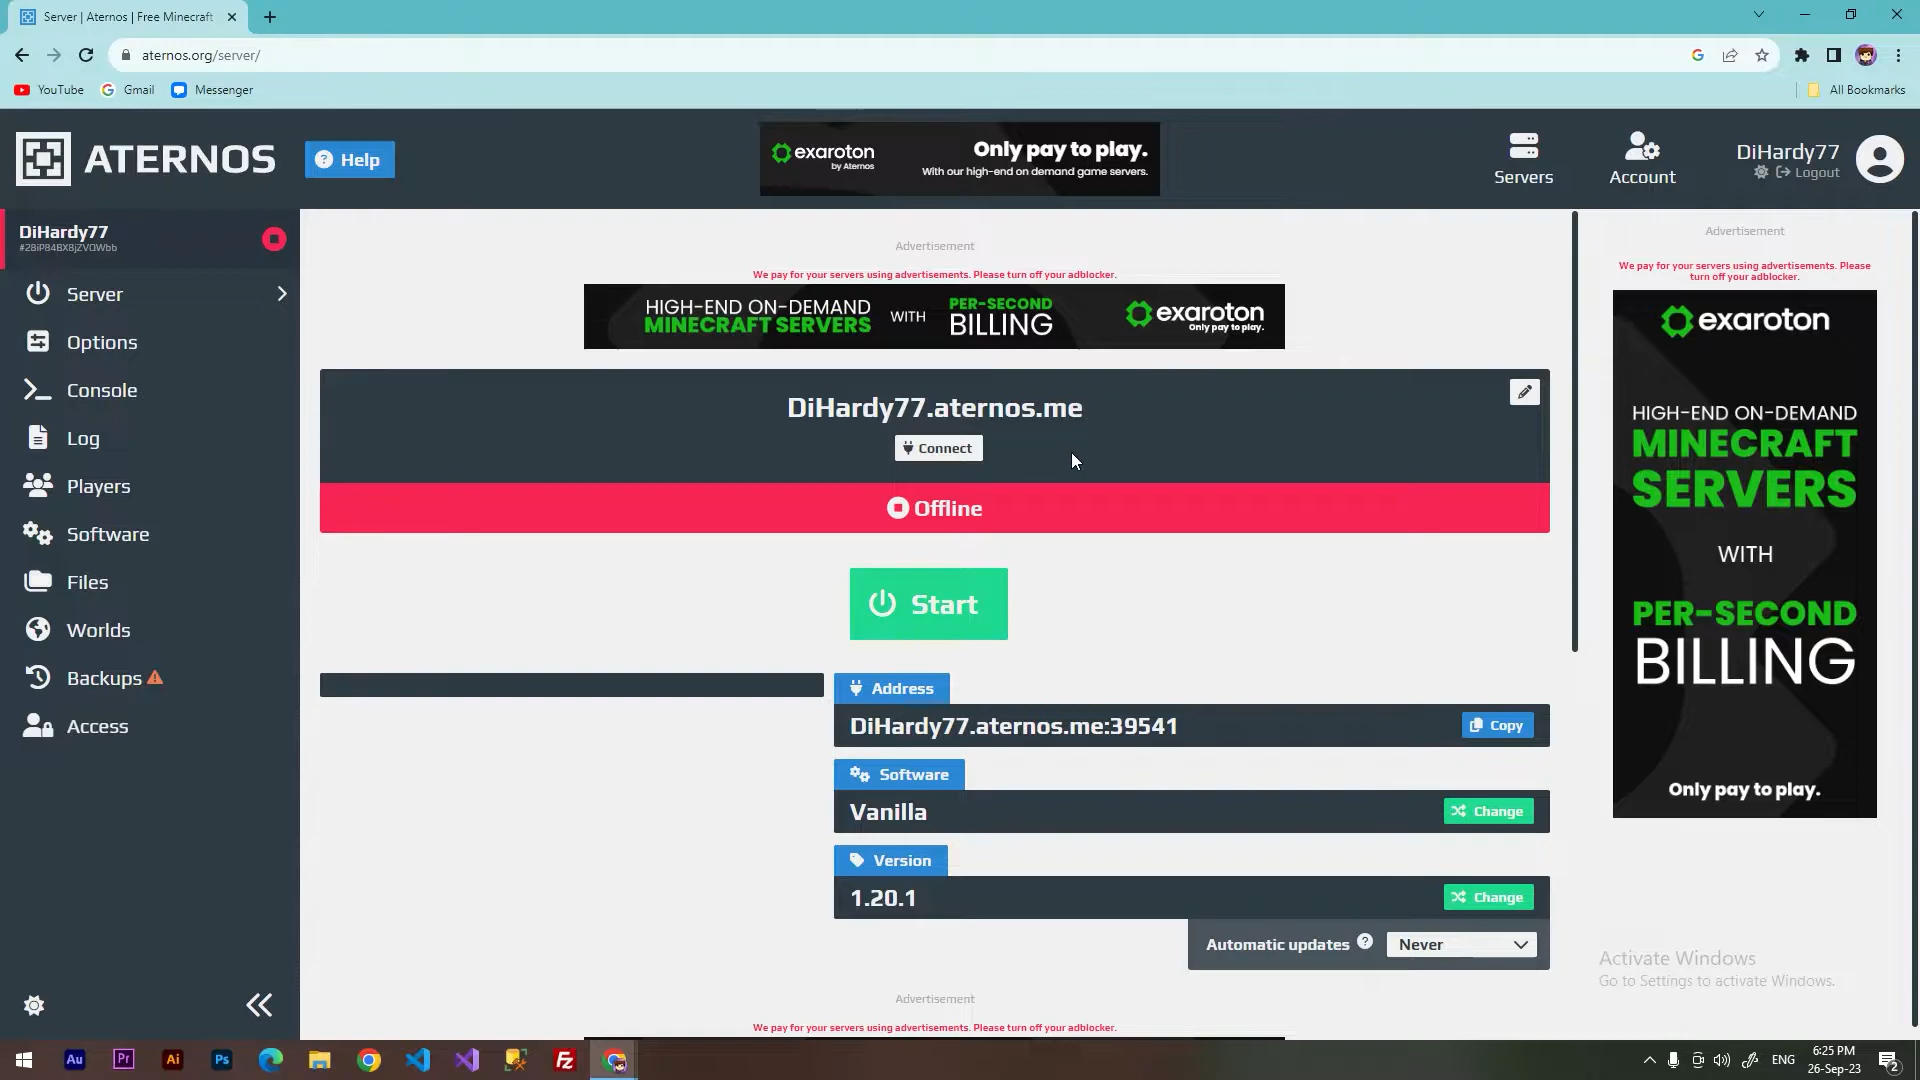 Server | Aternos | Free Minecraft
aternos.org/server/
YouTube
Gmail
Messenger
All Bookmarks
ATERNOS
Help
exaroton
by Aternos
Only pay to play.
With our high-end on demand game servers.
Servers
Account
DiHardy77
Logout
DiHardy77
Server
Options
Console
Log
Players
Software
Files
Worlds
Backups
Access
Advertisement
We pay for your servers using advertisements. Please turn off your adblocker.
HIGH-END ON-DEMAND
MINECRAFT SERVERS
WITH
PER-SECOND
BILLING
exaroton
Only pay to play.
DiHardy77.aternos.me
Connect
Offline
Start
Address
DiHardy77.aternos.me:39541
Copy
Software
Vanilla
Change
Version
1.20.1
Change
Automatic updates
Never
Advertisement
We pay for your servers using advertisements. Please turn off your adblocker.
Advertisement
We pay for your servers using advertisements. Please
turn off your adblocker.
exaroton
HIGH-END ON-DEMAND
MINECRAFT
SERVERS
WITH
PER-SECOND
BILLING
Only pay to play.
Activate Windows
Go to Settings to activate Windows.
Au
Pr
Ai
Ps
Fz
ENG
6:25 PM
26-Sep-23
2